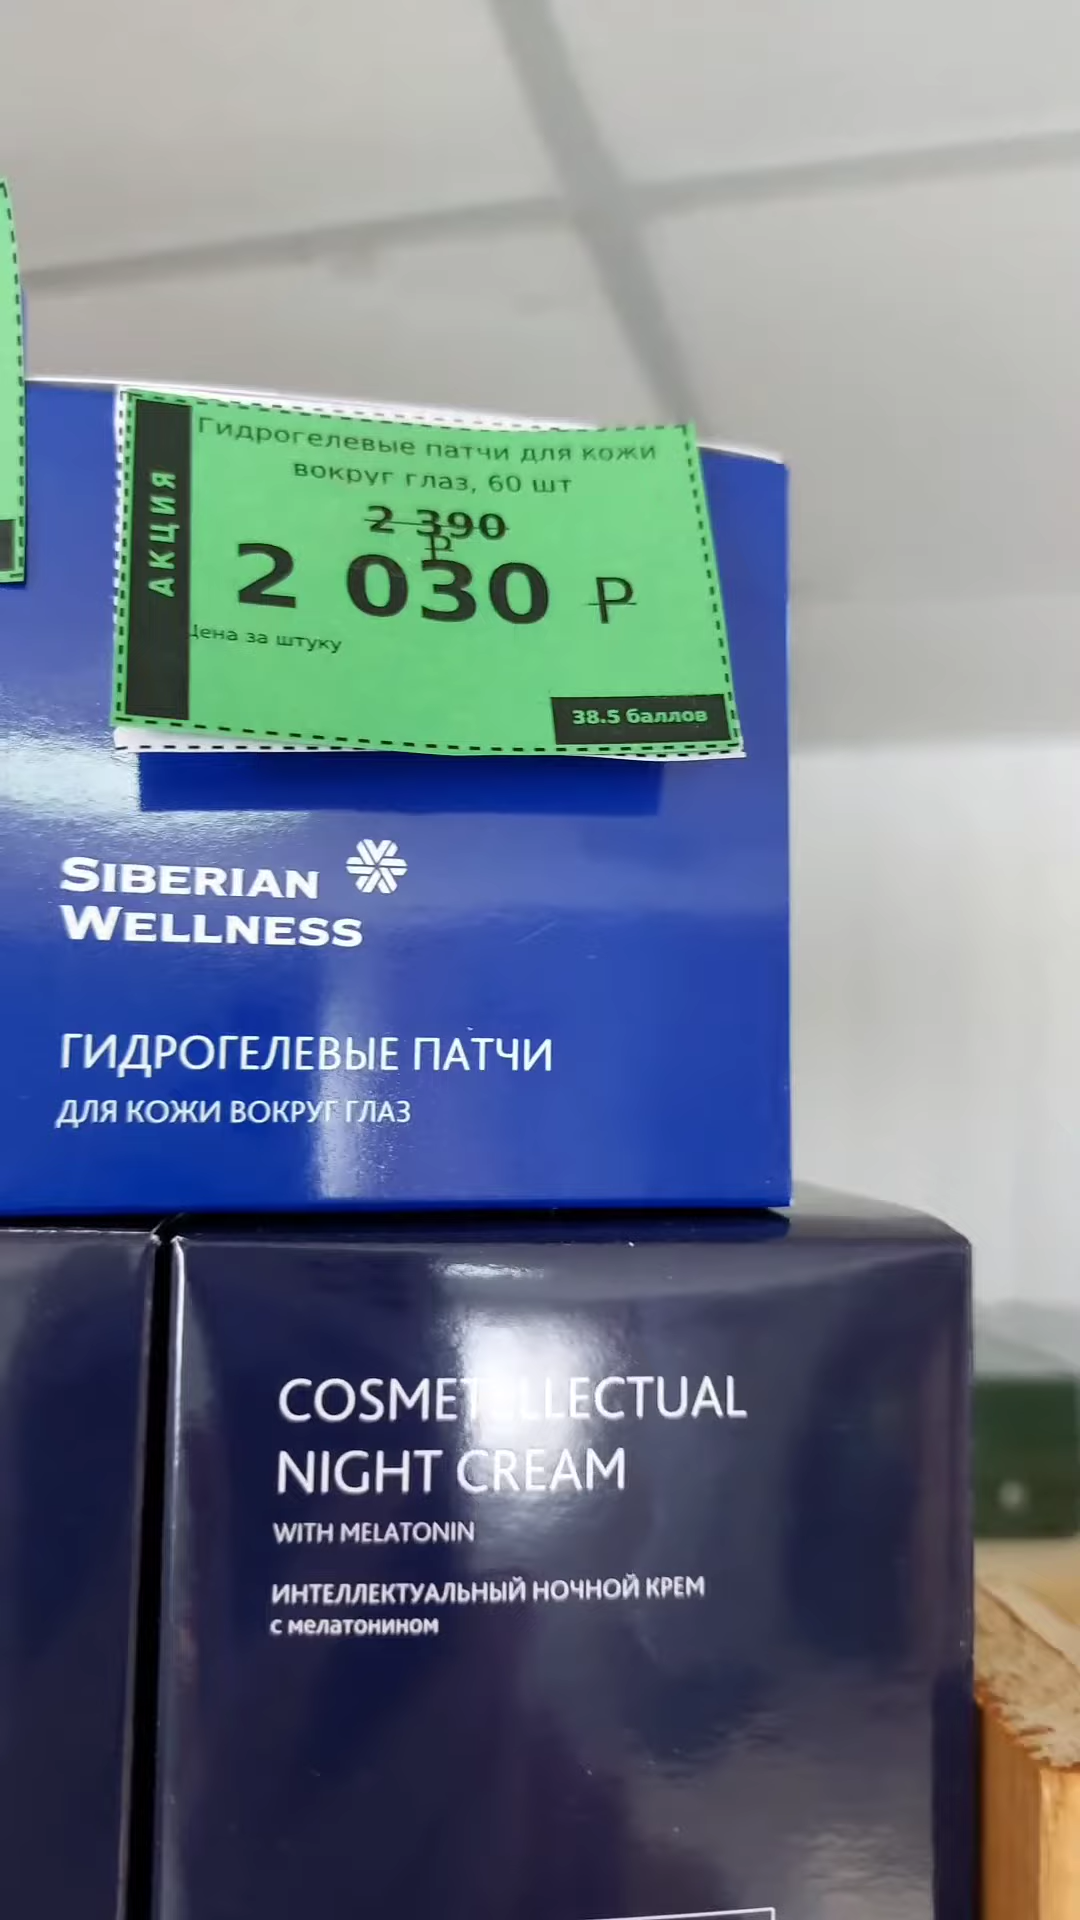 АКЦИЯ
Гидрогелевые патчи для кожи
вокруг глаз, 60 шт
2 390
₽
2 030 ₽
Цена за штуку
38.5 баллов
SIBERIAN
WELLNESS
ГИДРОГЕЛЕВЫЕ ПАТЧИ
ДЛЯ КОЖИ ВОКРУГ ГЛАЗ
COSMETELLECTUAL
NIGHT CREAM
WITH MELATONIN
ИНТЕЛЛЕКТУАЛЬНЫЙ НОЧНОЙ КРЕМ
с мелатонином